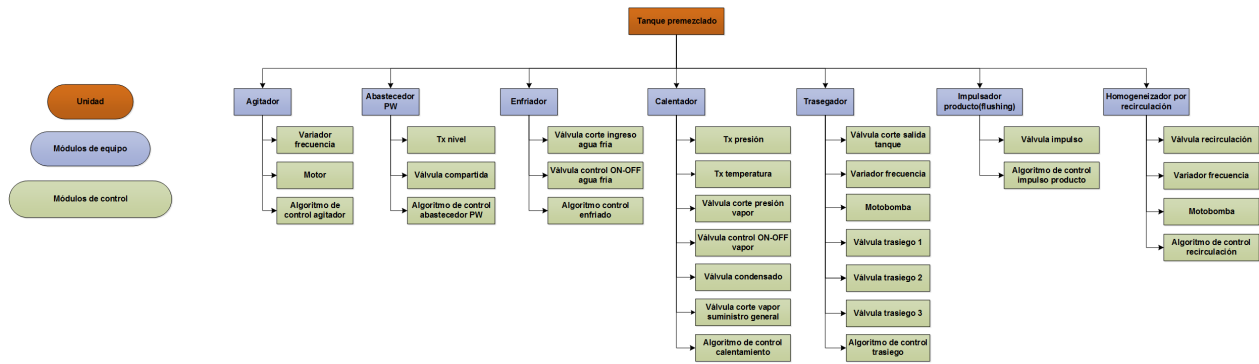 Tanque premezclado
Unidad
Módulos de equipo
Módulos de control
Agitador
Variador
frecuencia
Motor
Algoritmo de
control agitador
Abastecedor
PW
Tx nivel
Válvula compartida
Algoritmo de control
abastecedor PW
Enfriador
Válvula corte ingreso
agua fria
Válvula control ON-OFF
agua fria
Algoritmo control
enfriado
Calentador
Tx presión
Tx temperatura
Válvula corte presión
vapor
Válvula control ON-OFF
vapor
Válvula condensado
Válvula corte vapor
suministro general
Algoritmo de control
calentamiento
Trasegador
Válvula corte salida
tanque
Variador frecuencia
Motobomba
Válvula trasiego 1
Válvula trasiego 2
Válvula trasiego 3
Algoritmo de control
trasiego
Impulsador
producto(flushing)
Válvula impulso
Algoritmo de control
impulso producto
Homogeneizador por
recirculación
Válvula recirculación
Variador frecuencia
Motobomba
Algoritmo de control
recirculación